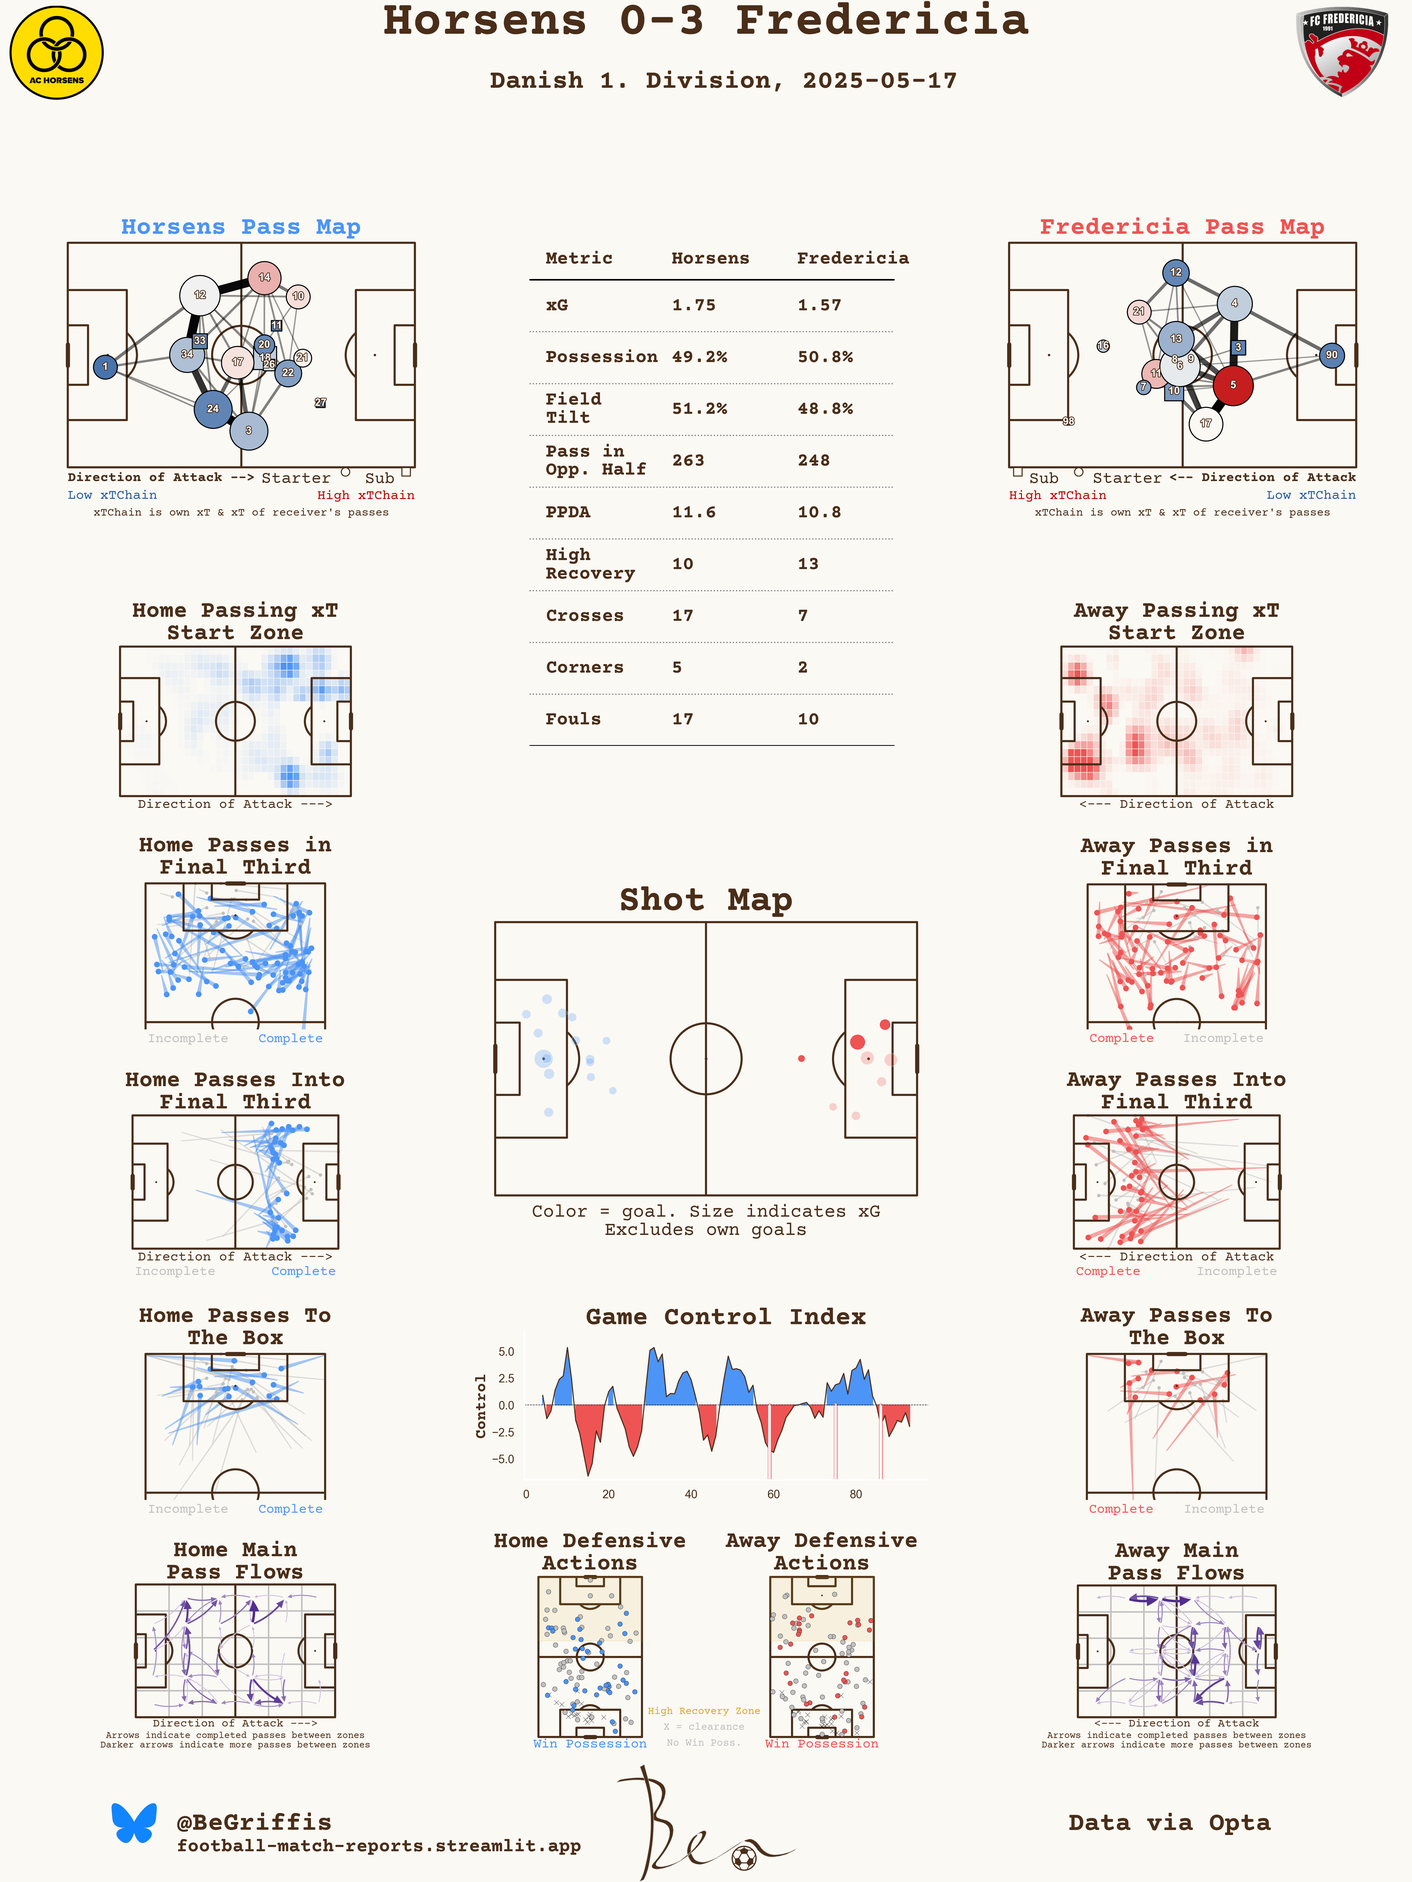 Horsens 0-3 Fredericia
Danish 1. Division, 2025-05-17
AC HORSENS
FC FREDERICIA
1991
Horsens Pass Map
14
12
10
11
33
20
34
18
17
26
21
1
22
27
24
3
Direction of Attack --> Starter Sub
Low xTChain High xTChain
xTChain is own xT & xT of receiver's passes
Metric Horsens Fredericia
xG 1.75 1.57
Possession 49.2% 50.8%
Field
Tilt 51.2% 48.8%
Pass in
Opp. Half 263 248
PPDA 11.6 10.8
High
Recovery 10 13
Crosses 17 7
Corners 5 2
Fouls 17 10
Fredericia Pass Map
12
4
21
13
16
3
8
9
90
6
11
7
10
5
98
17
Sub Starter <-- Direction of Attack
High xTChain Low xTChain
xTChain is own xT & xT of receiver's passes
Home Passing xT
Start Zone
Direction of Attack --->
Away Passing xT
Start Zone
<--- Direction of Attack
Home Passes in
Final Third
Incomplete Complete
Away Passes in
Final Third
Complete Incomplete
Shot Map
Color = goal. Size indicates xG
Excludes own goals
Home Passes Into
Final Third
Direction of Attack --->
Incomplete Complete
Away Passes Into
Final Third
<--- Direction of Attack
Complete Incomplete
Home Passes To
The Box
Incomplete Complete
Game Control Index
Control
5.0
2.5
0.0
−2.5
−5.0
0 20 40 60 80
Away Passes To
The Box
Complete Incomplete
Home Main
Pass Flows
Direction of Attack --->
Arrows indicate completed passes between zones
Darker arrows indicate more passes between zones
Home Defensive
Actions
Win Possession
Away Defensive
Actions
Win Possession
High Recovery Zone
X = clearance
No Win Poss.
Away Main
Pass Flows
<--- Direction of Attack
Arrows indicate completed passes between zones
Darker arrows indicate more passes between zones
@BeGriffis
football-match-reports.streamlit.app
Ben
Data via Opta